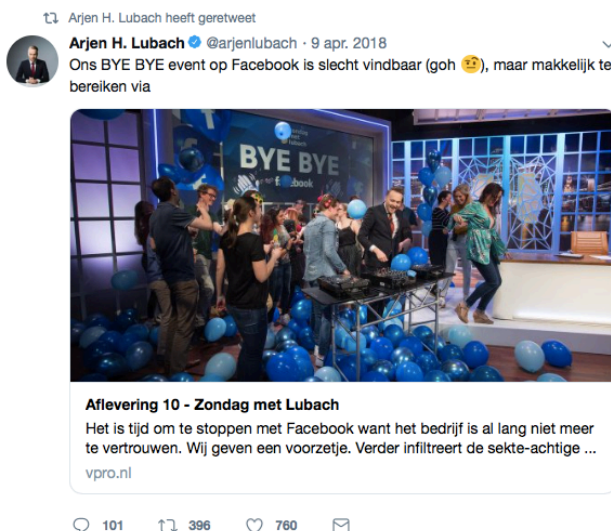 Arjen H. Lubach heeft geretweet
Arjen H. Lubach @arjenlubach · 9 apr. 2018
Ons BYE BYE event op Facebook is slecht vindbaar (goh 🤨), maar makkelijk te
bereiken via
zondag
met
lubach
BYE BYE
Aflevering 10 - Zondag met Lubach
Het is tijd om te stoppen met Facebook want het bedrijf is al lang niet meer
te vertrouwen. Wij geven een voorzetje. Verder infiltreert de sekte-achtige ...
vpro.nl
101 396 760